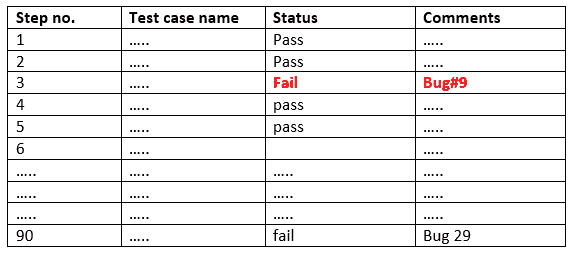 Step no. Test case name Status Comments
1 ….. Pass …..
2 ….. Pass …..
3 ….. Fail Bug#9
4 ….. pass …..
5 ….. pass …..
6 ….. …..
….. ….. ….. …..
….. ….. ….. …..
….. ….. ….. …..
90 ….. fail Bug 29